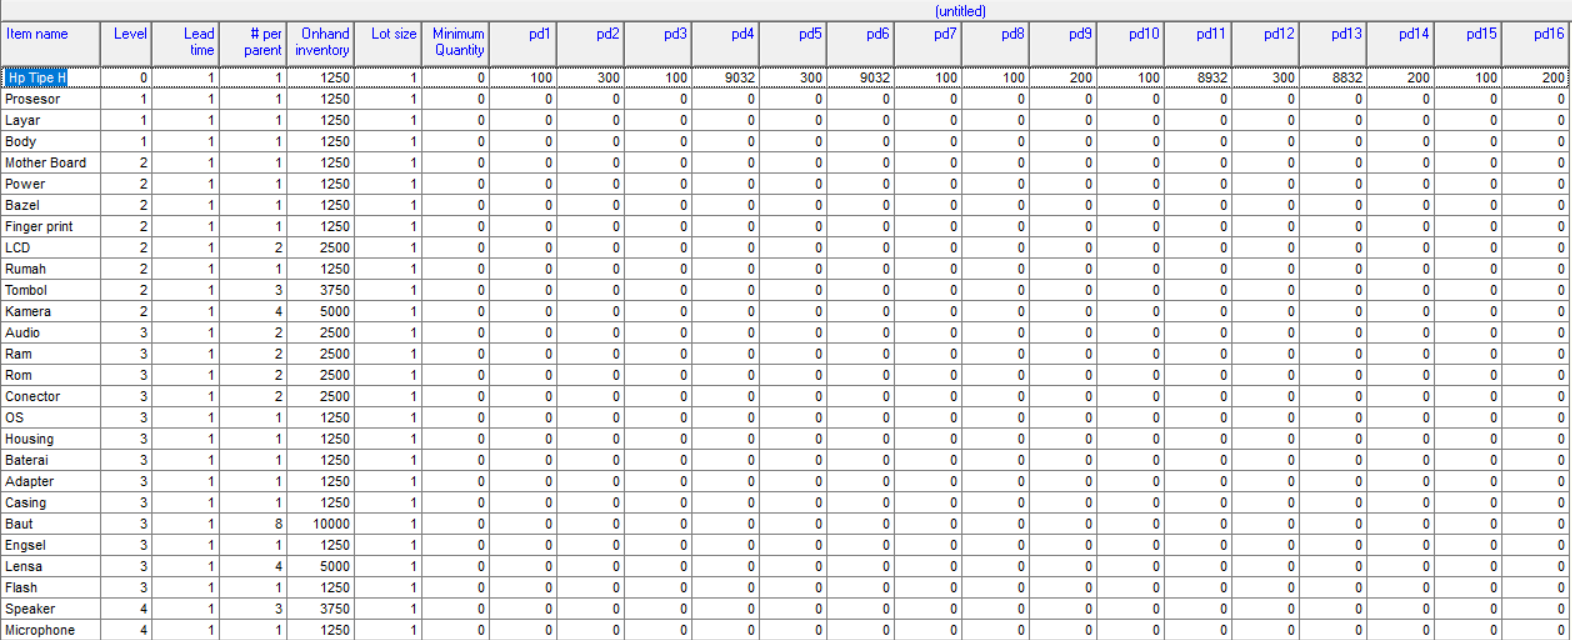 (untitled)
Item name Level Lead time # per parent Onhand inventory Lot size Minimum Quantity pd1 pd2 pd3 pd4 pd5 pd6 pd7 pd8 pd9 pd10 pd11 pd12 pd13 pd14 pd15 pd16
Hp Tipe H 0 1 1 1250 1 0 100 300 100 9032 300 9032 100 100 200 100 8932 300 8832 200 100 200
Prosesor 1 1 1 1250 1 0 0 0 0 0 0 0 0 0 0 0 0 0 0 0 0 0
Layar 1 1 1 1250 1 0 0 0 0 0 0 0 0 0 0 0 0 0 0 0 0 0
Body 1 1 1 1250 1 0 0 0 0 0 0 0 0 0 0 0 0 0 0 0 0 0
Mother Board 2 1 1 1250 1 0 0 0 0 0 0 0 0 0 0 0 0 0 0 0 0 0
Power 2 1 1 1250 1 0 0 0 0 0 0 0 0 0 0 0 0 0 0 0 0 0
Bazel 2 1 1 1250 1 0 0 0 0 0 0 0 0 0 0 0 0 0 0 0 0 0
Finger print 2 1 1 1250 1 0 0 0 0 0 0 0 0 0 0 0 0 0 0 0 0 0
LCD 2 1 2 2500 1 0 0 0 0 0 0 0 0 0 0 0 0 0 0 0 0 0
Rumah 2 1 1 1250 1 0 0 0 0 0 0 0 0 0 0 0 0 0 0 0 0 0
Tombol 2 1 3 3750 1 0 0 0 0 0 0 0 0 0 0 0 0 0 0 0 0 0
Kamera 2 1 4 5000 1 0 0 0 0 0 0 0 0 0 0 0 0 0 0 0 0 0
Audio 3 1 2 2500 1 0 0 0 0 0 0 0 0 0 0 0 0 0 0 0 0 0
Ram 3 1 2 2500 1 0 0 0 0 0 0 0 0 0 0 0 0 0 0 0 0 0
Rom 3 1 2 2500 1 0 0 0 0 0 0 0 0 0 0 0 0 0 0 0 0 0
Conector 3 1 2 2500 1 0 0 0 0 0 0 0 0 0 0 0 0 0 0 0 0 0
OS 3 1 1 1250 1 0 0 0 0 0 0 0 0 0 0 0 0 0 0 0 0 0
Housing 3 1 1 1250 1 0 0 0 0 0 0 0 0 0 0 0 0 0 0 0 0 0
Baterai 3 1 1 1250 1 0 0 0 0 0 0 0 0 0 0 0 0 0 0 0 0 0
Adapter 3 1 1 1250 1 0 0 0 0 0 0 0 0 0 0 0 0 0 0 0 0 0
Casing 3 1 1 1250 1 0 0 0 0 0 0 0 0 0 0 0 0 0 0 0 0 0
Baut 3 1 8 10000 1 0 0 0 0 0 0 0 0 0 0 0 0 0 0 0 0 0
Engsel 3 1 1 1250 1 0 0 0 0 0 0 0 0 0 0 0 0 0 0 0 0 0
Lensa 3 1 4 5000 1 0 0 0 0 0 0 0 0 0 0 0 0 0 0 0 0 0
Flash 3 1 1 1250 1 0 0 0 0 0 0 0 0 0 0 0 0 0 0 0 0 0
Speaker 4 1 3 3750 1 0 0 0 0 0 0 0 0 0 0 0 0 0 0 0 0 0
Microphone 4 1 1 1250 1 0 0 0 0 0 0 0 0 0 0 0 0 0 0 0 0 0